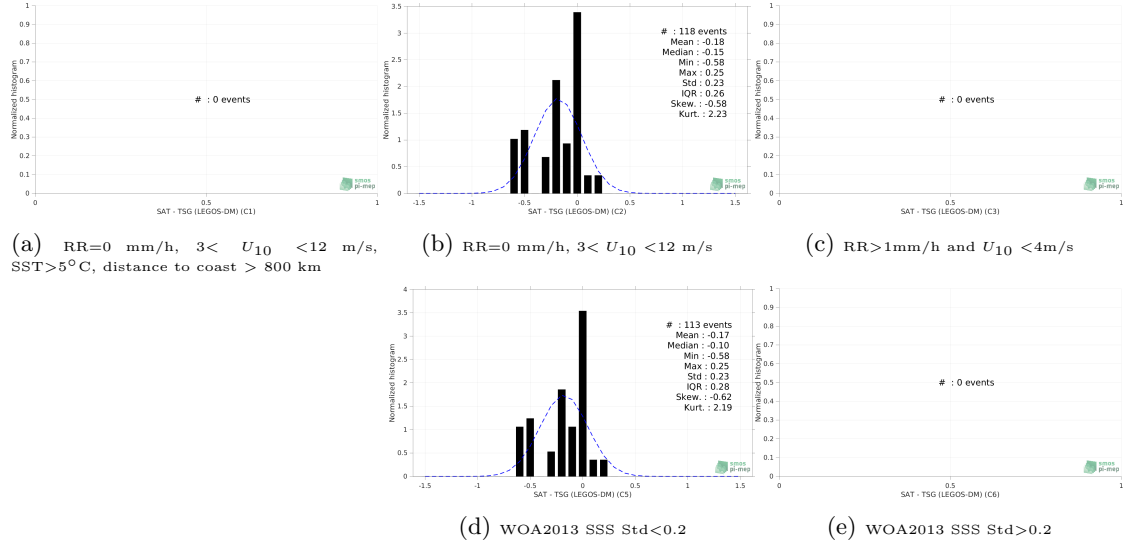 1
0.9
0.8
0.7
0.6
0.5
0.4
0.3
0.2
0.1
0
Normalized histogram
# : 0 events
0
0.5
1
SAT - TSG (LEGOS-DM) (C1)
smos
pi-mep
3.5
3
2.5
2
1.5
1
0.5
0
Normalized histogram
# : 118 events
Mean : -0.18
Median : -0.15
Min : -0.58
Max : 0.25
Std : 0.23
IQR : 0.26
Skew. : -0.58
Kurt. : 2.23
-1.5
-1
-0.5
0
0.5
1
1.5
SAT - TSG (LEGOS-DM) (C2)
smos
pi-mep
1
0.9
0.8
0.7
0.6
0.5
0.4
0.3
0.2
0.1
0
Normalized histogram
# : 0 events
0
0.5
1
SAT - TSG (LEGOS-DM) (C3)
smos
pi-mep
(a) RR=0 mm/h, 3< U10 <12 m/s,
SST>5°C, distance to coast > 800 km
(b) RR=0 mm/h, 3< U10 <12 m/s
(c) RR>1mm/h and U10 <4m/s
4
3.5
3
2.5
2
1.5
1
0.5
0
Normalized histogram
# : 113 events
Mean : -0.17
Median : -0.10
Min : -0.58
Max : 0.25
Std : 0.23
IQR : 0.28
Skew. : -0.62
Kurt. : 2.19
-1.5
-1
-0.5
0
0.5
1
1.5
SAT - TSG (LEGOS-DM) (C5)
smos
pi-mep
1
0.9
0.8
0.7
0.6
0.5
0.4
0.3
0.2
0.1
0
Normalized histogram
# : 0 events
0
0.5
1
SAT - TSG (LEGOS-DM) (C6)
smos
pi-mep
(d) WOA2013 SSS Std<0.2
(e) WOA2013 SSS Std>0.2